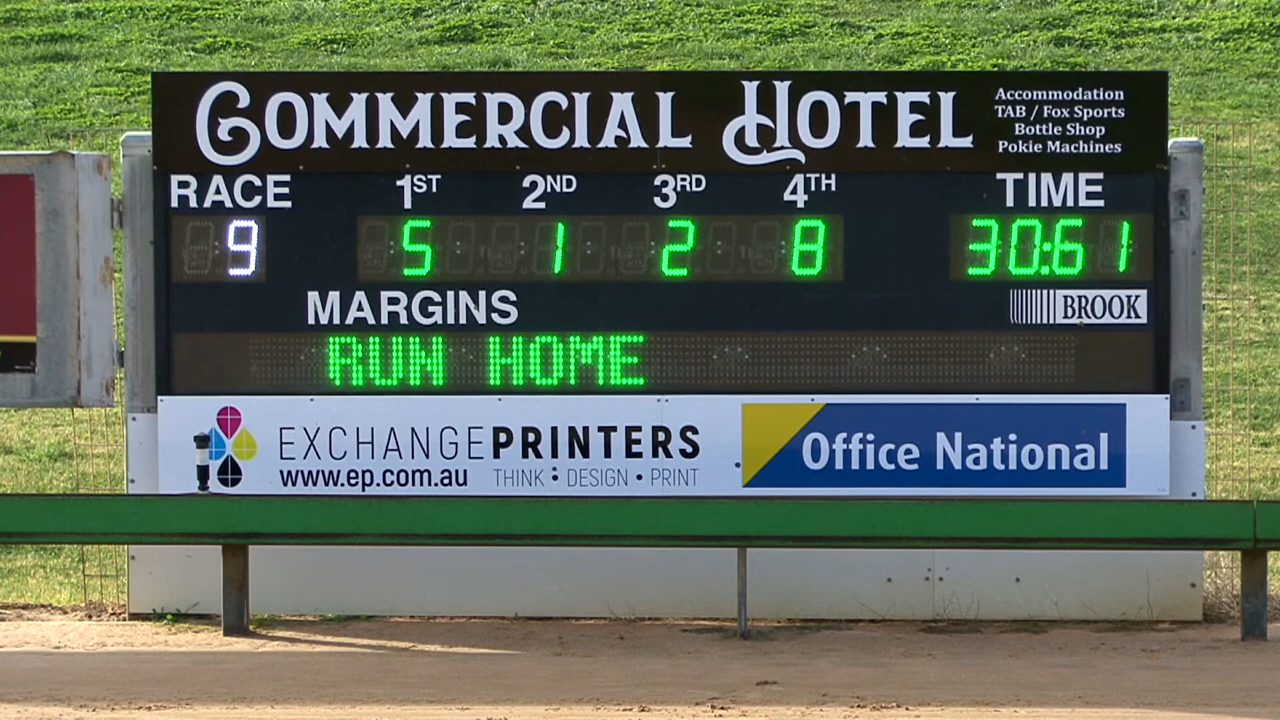 COMMERCIAL HOTEL
Accommodation
TAB / Fox Sports
Bottle Shop
Pokie Machines
RACE 1ST 2ND 3RD 4TH TIME
9 5 1 2 8 30:61
MARGINS
BROOK
RUN HOME
EXCHANGEPRINTERS
www.ep.com.au THINK • DESIGN • PRINT
Office National